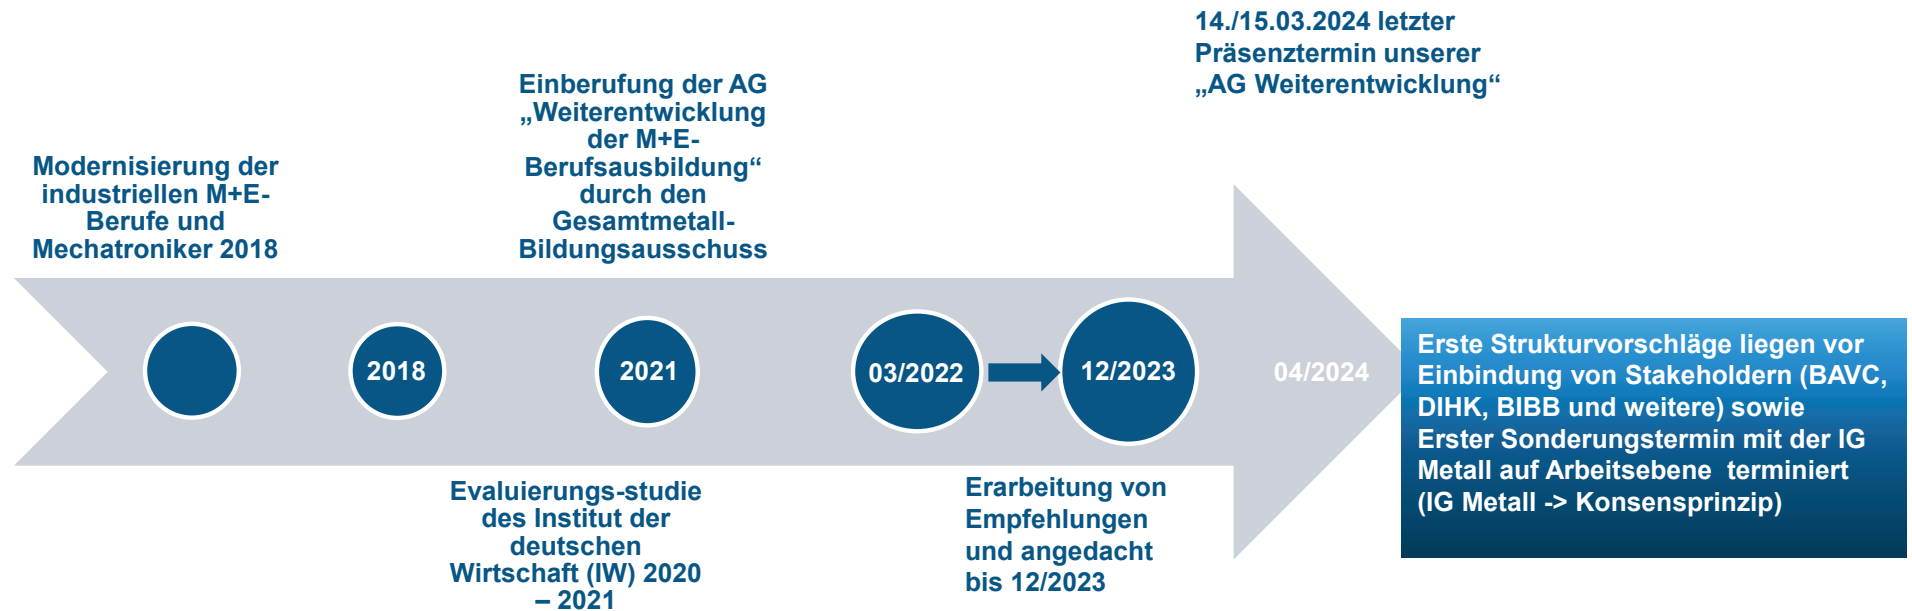 14./15.03.2024 letzter
Präsenztermin unserer
„AG Weiterentwicklung“
Einberufung der AG
„Weiterentwicklung
der M+E-
Berufsausbildung“
durch den
Gesamtmetall-
Bildungsausschuss
Modernisierung der
industriellen M+E-
Berufe und
Mechatroniker 2018
2018
2021
03/2022
12/2023
04/2024
Erste Strukturvorschläge liegen vor
Einbindung von Stakeholdern (BAVC,
DIHK, BIBB und weitere) sowie
Erster Sonderungstermin mit der IG
Metall auf Arbeitsebene  terminiert
(IG Metall -> Konsensprinzip)
Evaluierungs-studie
des Institut der
deutschen
Wirtschaft (IW) 2020
– 2021
Erarbeitung von
Empfehlungen
und angedacht
bis 12/2023